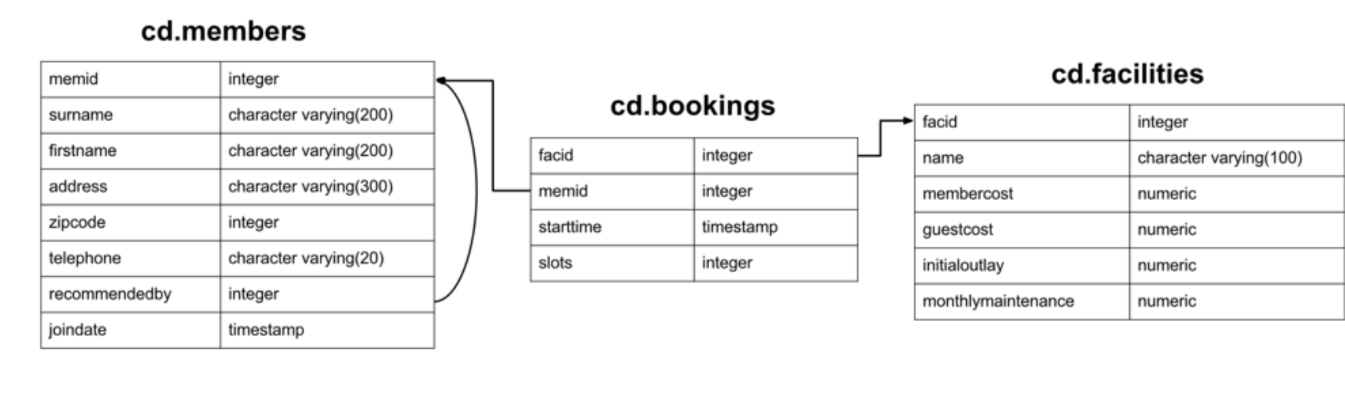 cd.members
memid integer
surname character varying(200)
firstname character varying(200)
address character varying(300)
zipcode integer
telephone character varying(20)
recommendedby integer
joindate timestamp
cd.bookings
facid integer
memid integer
starttime timestamp
slots integer
cd.facilities
facid integer
name character varying(100)
membercost numeric
guestcost numeric
initialoutlay numeric
monthlymaintenance numeric